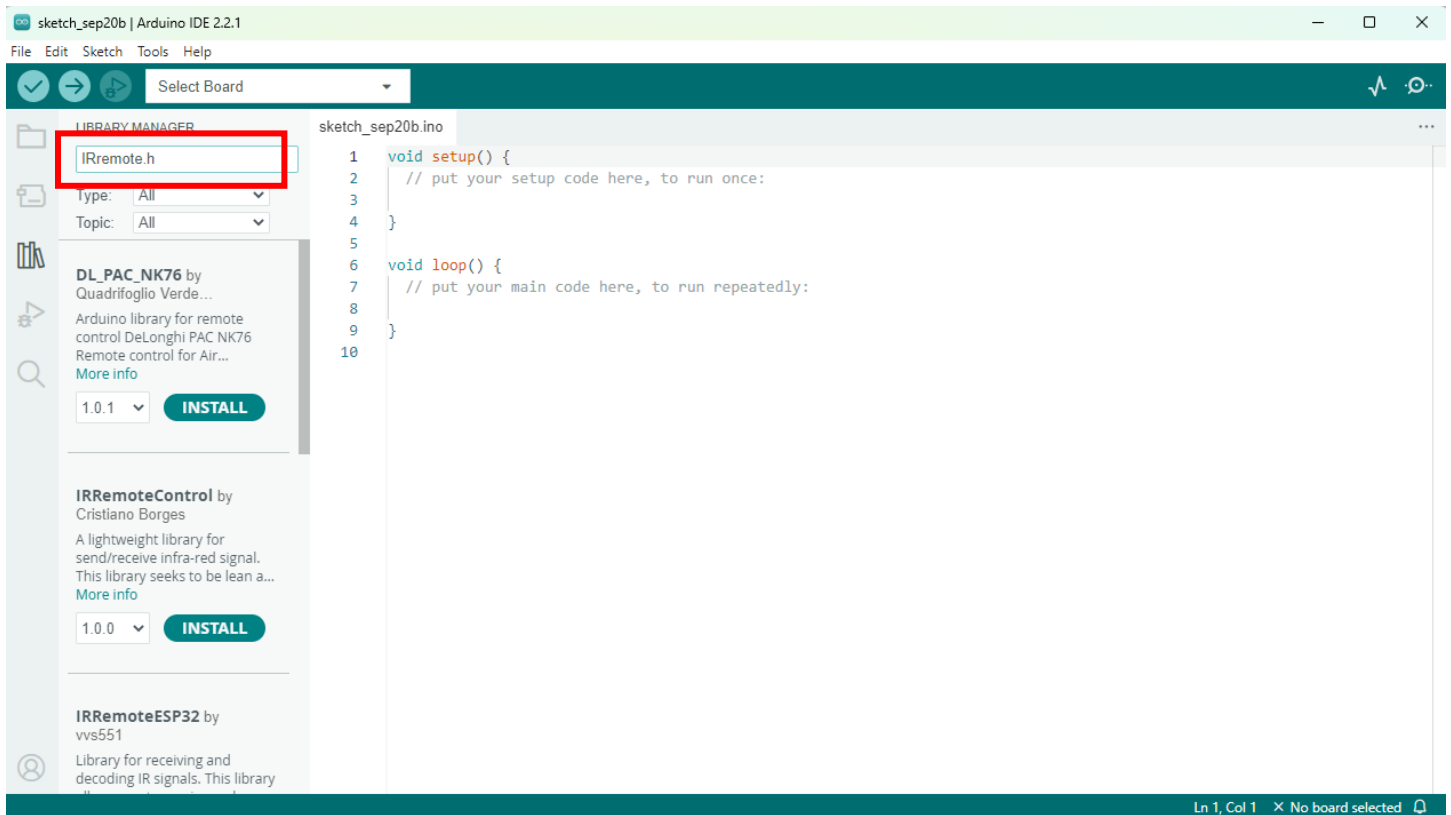 sketch_sep20b | Arduino IDE 2.2.1
File Edit Sketch Tools Help
Select Board
LIBRARY MANAGER
IRremote.h
Type: All
Topic: All
DL_PAC_NK76 by
Quadrifoglio Verde...
Arduino library for remote
control DeLonghi PAC NK76
Remote control for Air...
More info
1.0.1 INSTALL
IRRemoteControl by
Cristiano Borges
A lightweight library for
send/receive infra-red signal.
This library seeks to be lean a...
More info
1.0.0 INSTALL
IRRemoteESP32 by
vvs551
Library for receiving and
decoding IR signals. This library
sketch_sep20b.ino
1 void setup() {
2 // put your setup code here, to run once:
3
4 }
5
6 void loop() {
7 // put your main code here, to run repeatedly:
8
9 }
10
Ln 1, Col 1 No board selected